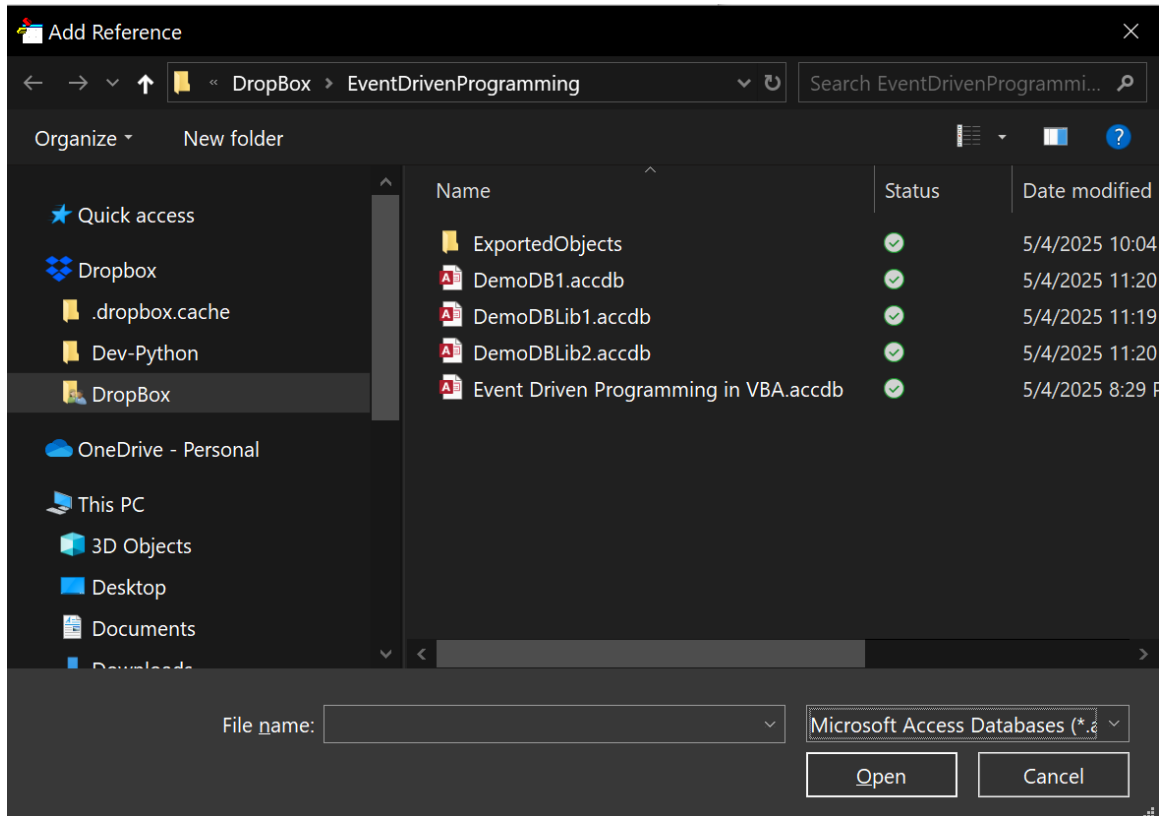 Add Reference
« DropBox > EventDrivenProgramming
Search EventDrivenProgrammi...
Organize
New folder
?
Name
Status
Date modified
Quick access
Dropbox
.dropbox.cache
Dev-Python
DropBox
OneDrive - Personal
This PC
3D Objects
Desktop
Documents
Downloads
ExportedObjects
5/4/2025 10:04
DemoDB1.accdb
5/4/2025 11:20
DemoDBLib1.accdb
5/4/2025 11:19
DemoDBLib2.accdb
5/4/2025 11:20
Event Driven Programming in VBA.accdb
5/4/2025 8:29 P
File name:
Microsoft Access Databases (*.a
Open
Cancel